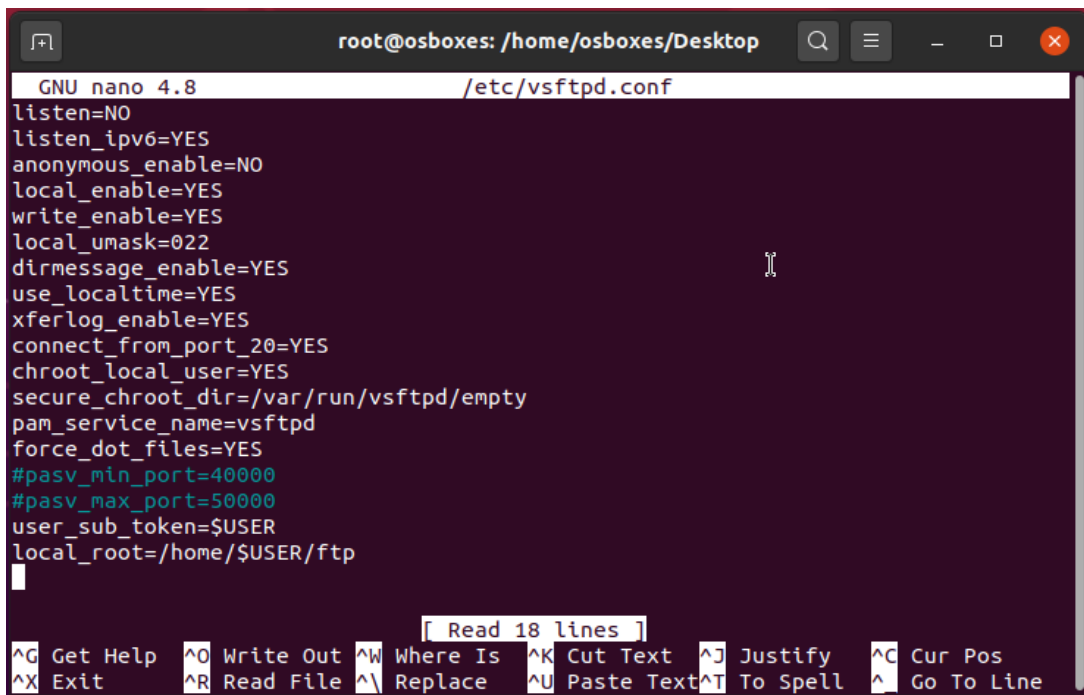 root@osboxes: /home/osboxes/Desktop
GNU nano 4.8 /etc/vsftpd.conf
listen=NO
listen_ipv6=YES
anonymous_enable=NO
local_enable=YES
write_enable=YES
local_umask=022
dirmessage_enable=YES
use_localtime=YES
xferlog_enable=YES
connect_from_port_20=YES
chroot_local_user=YES
secure_chroot_dir=/var/run/vsftpd/empty
pam_service_name=vsftpd
force_dot_files=YES
#pasv_min_port=40000
#pasv_max_port=50000
user_sub_token=$USER
local_root=/home/$USER/ftp
[ Read 18 lines ]
^G Get Help ^O Write Out ^W Where Is ^K Cut Text ^J Justify ^C Cur Pos
^X Exit ^R Read File ^\ Replace ^U Paste Text ^T To Spell ^_ Go To Line